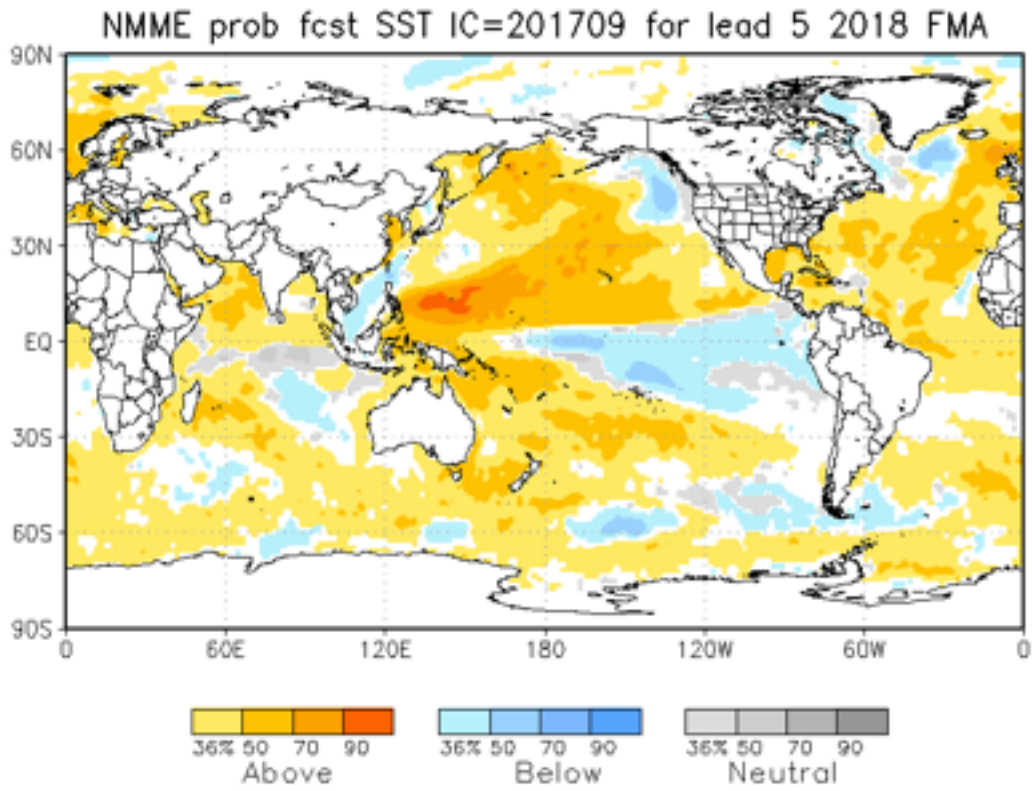 NMME prob fcst SST IC=201709 for lead 5 2018 FMA
90N
60N
30N
EQ
30S
60S
90S
0 60E 120E 180 120W 60W 0
36% 50 70 90 36% 50 70 90 36% 50 70 90
Above Below Neutral